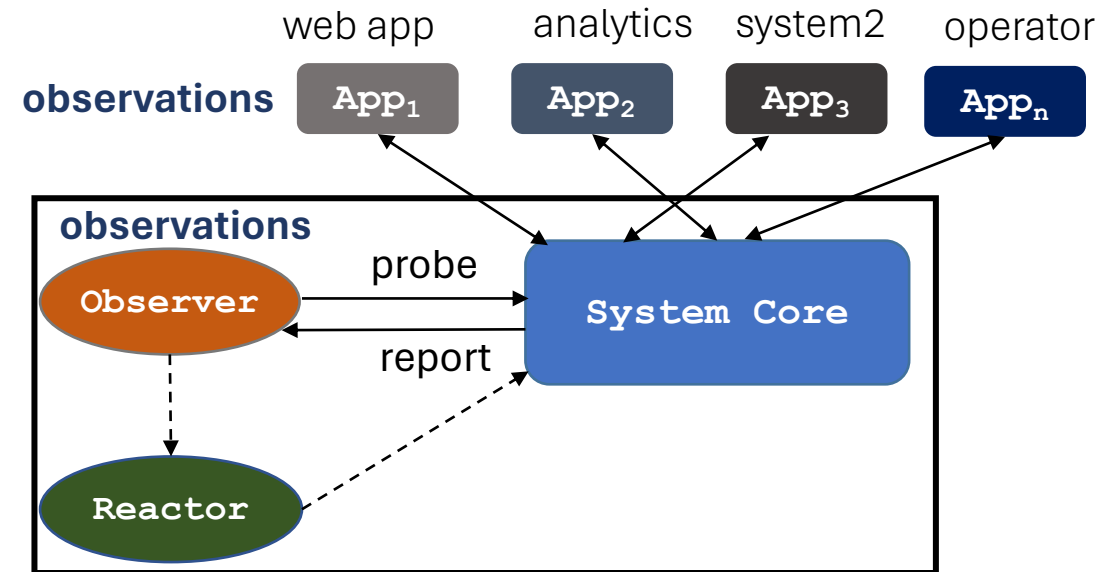 web app analytics system2 operator
observations App₁ App₂ App₃ Appₙ
observations
probe
Observer
System Core
report
Reactor